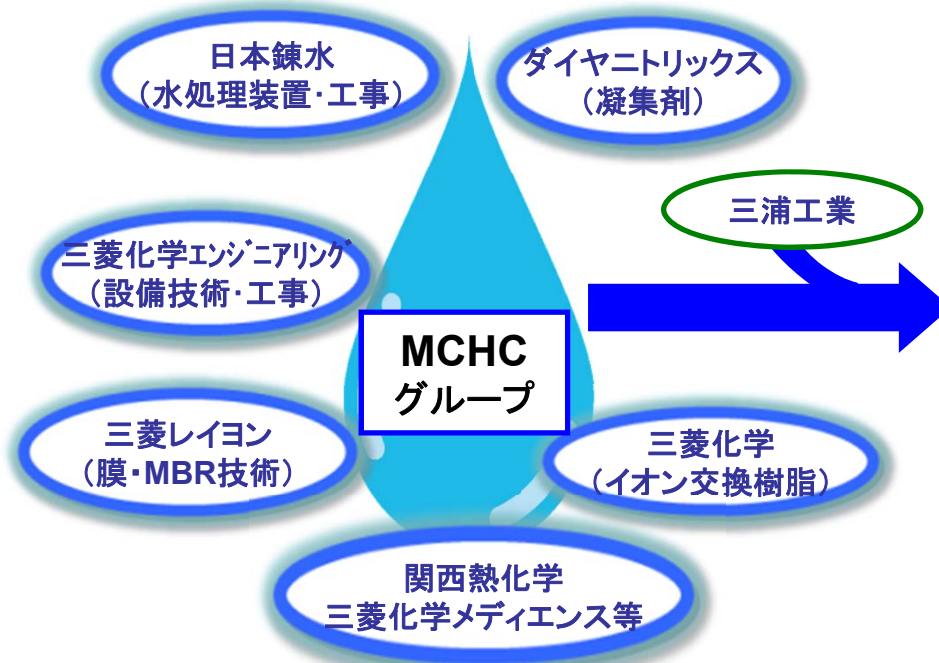 日本錬水
（水処理装置・工事）
ダイヤニトリックス
（凝集剤）
三浦工業
三菱化学エンジニアリング
（設備技術・工事）
MCHC
グループ
三菱レイヨン
（膜・MBR技術）
三菱化学
（イオン交換樹脂）
関西熱化学
三菱化学メディエンス等